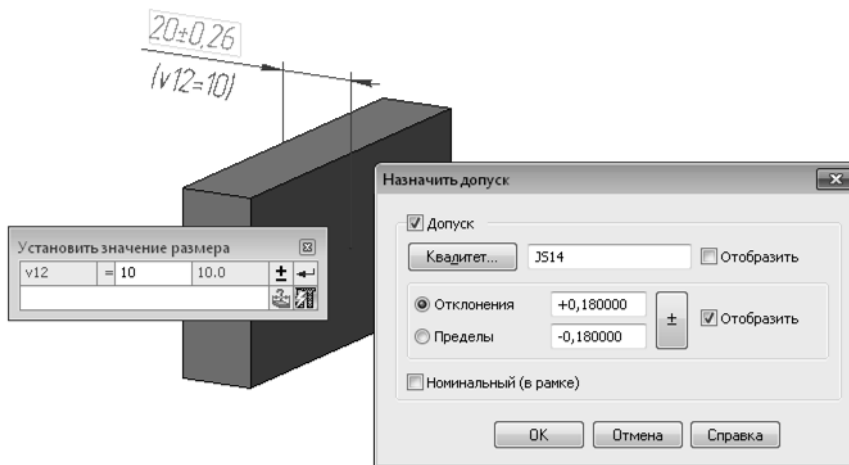 20±0,26
(v12=10)
Установить значение размера
v12 = 10 10.0 ±
Назначить допуск
Допуск
Квалитет... JS14 Отобразить
Отклонения +0,180000
± Отобразить
Пределы -0,180000
Номинальный (в рамке)
OK Отмена Справка